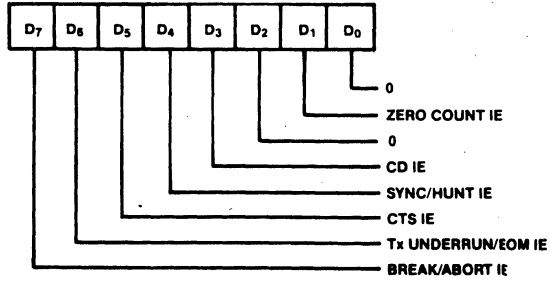 D7 D6 D5 D4 D3 D2 D1 D0
0
ZERO COUNT IE
0
CD IE
SYNC/HUNT IE
CTS IE
Tx UNDERRUN/EOM IE
BREAK/ABORT IE